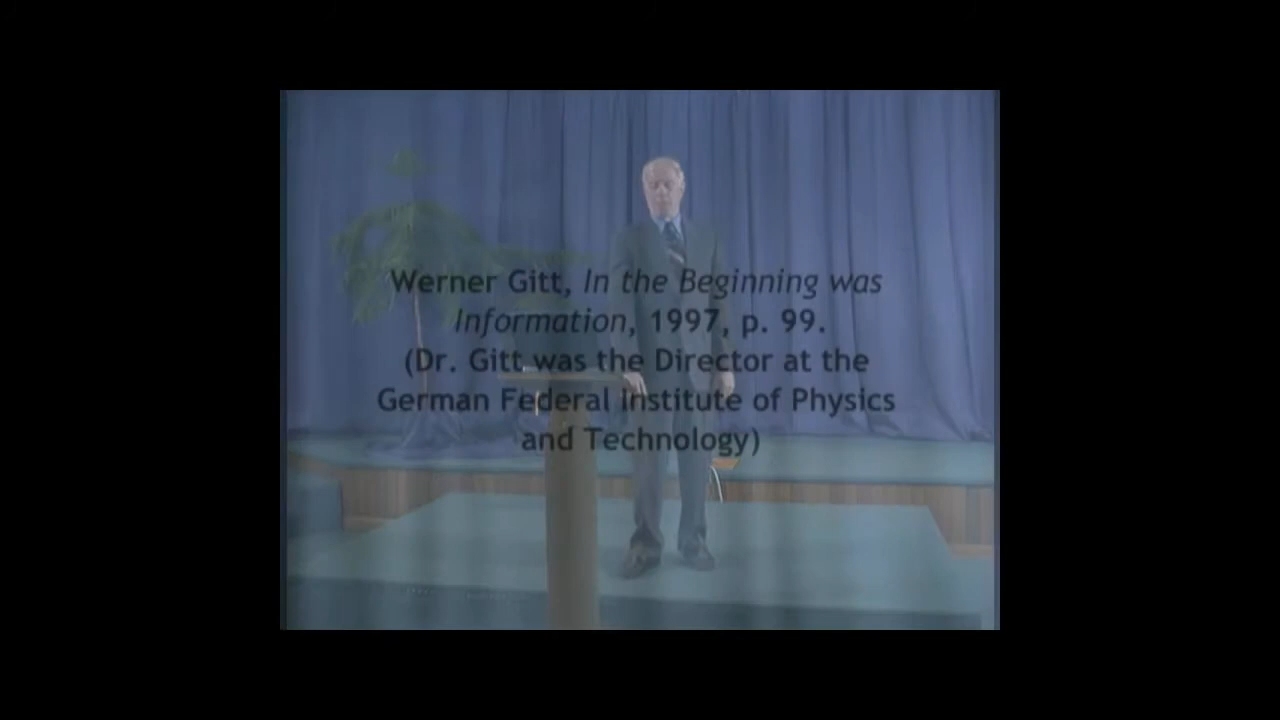 Werner Gitt, In the Beginning was
Information, 1997, p. 99.
(Dr. Gitt was the Director at the
German Federal Institute of Physics
and Technology)